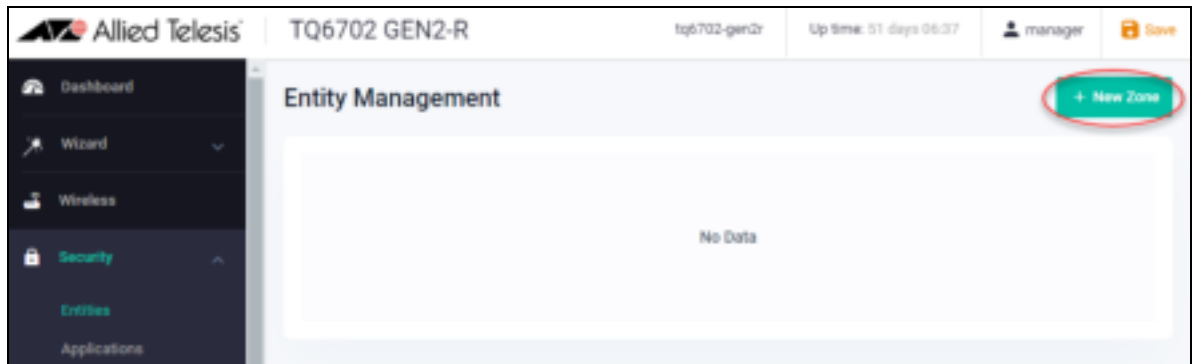 Allied Telesis
TQ6702 GEN2-R
tq6702-gen2r
Up time: 51 days 06:37
manager
Save
Dashboard
Wizard
Wireless
Security
Entities
Applications
Entity Management
+ New Zone
No Data